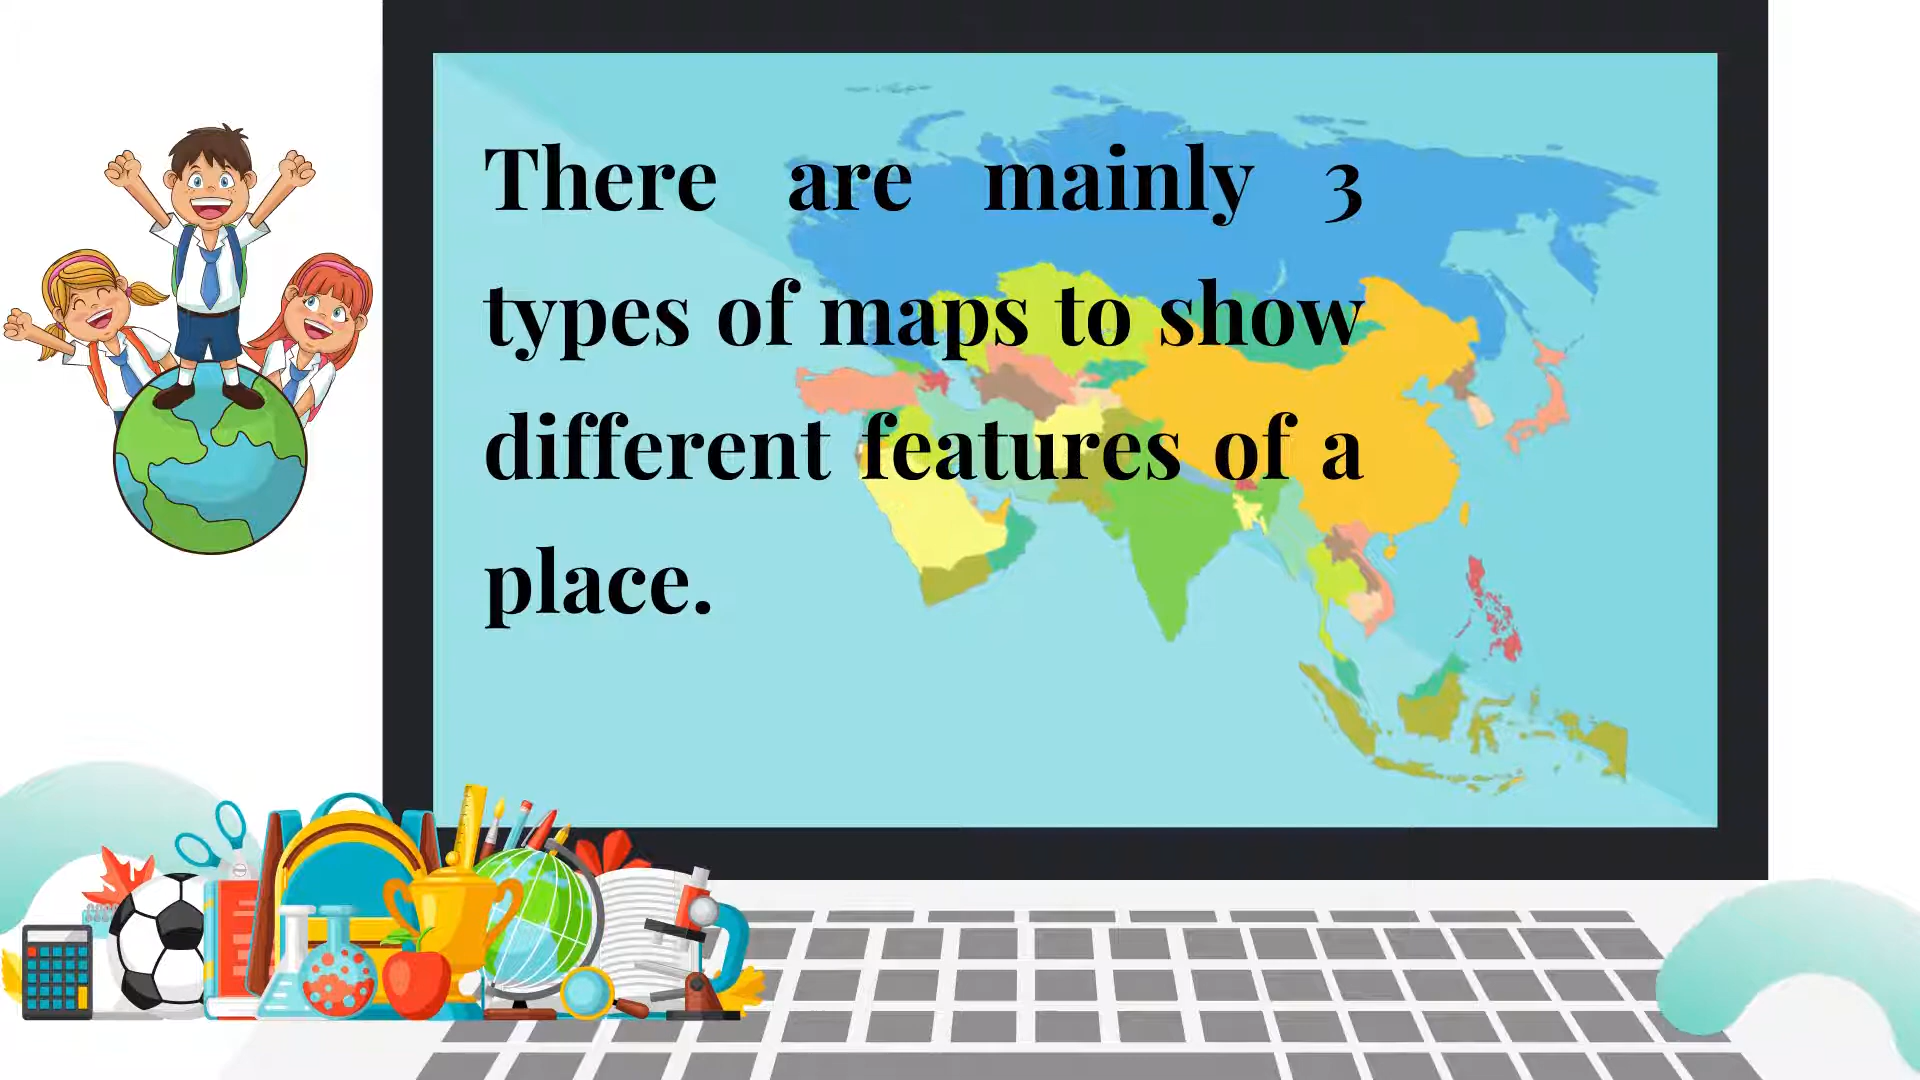 There are mainly 3
types of maps to show
different features of a
place.